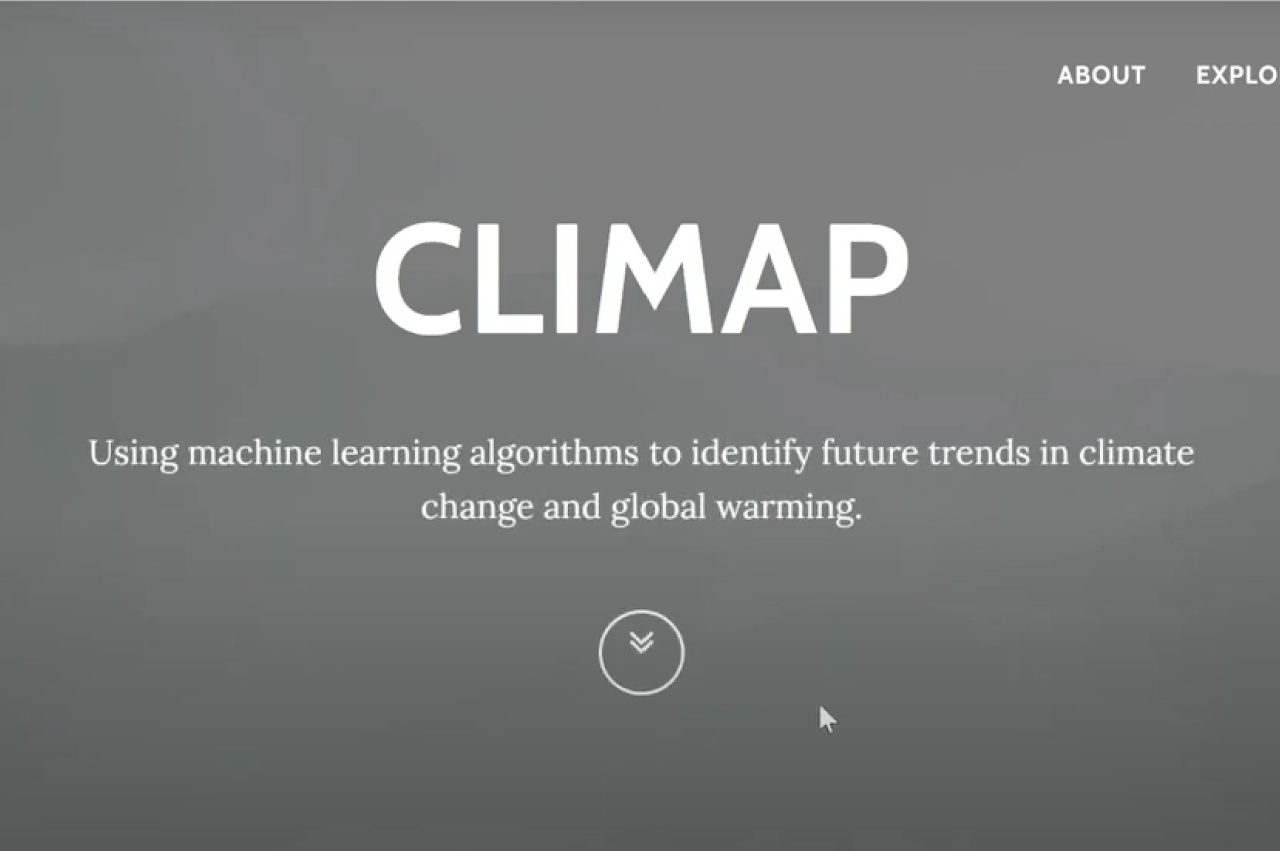 ABOUT EXPLO
CLIMAP
Using machine learning algorithms to identify future trends in climate
change and global warming.